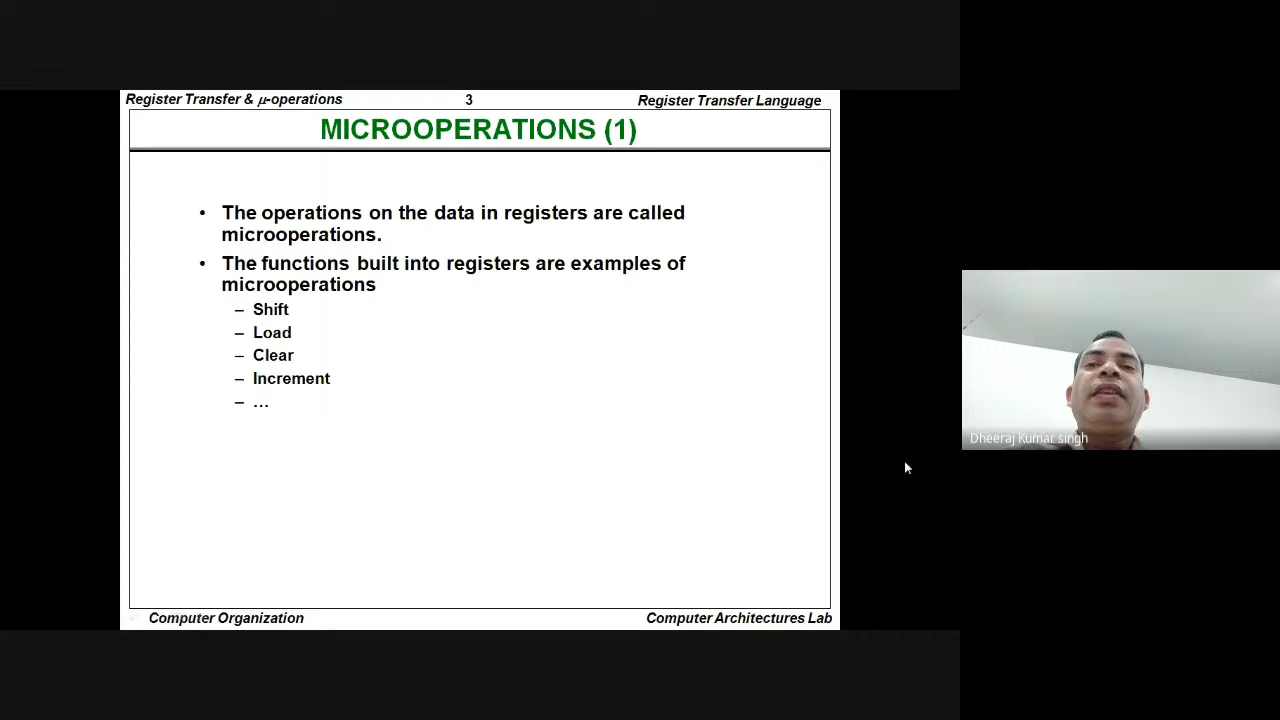 Register Transfer & μ-operations 3 Register Transfer Language
MICROOPERATIONS (1)
• The operations on the data in registers are called
microoperations.
• The functions built into registers are examples of
microoperations
– Shift
– Load
– Clear
– Increment
– …
Dheeraj Kumar singh
Computer Organization Computer Architectures Lab